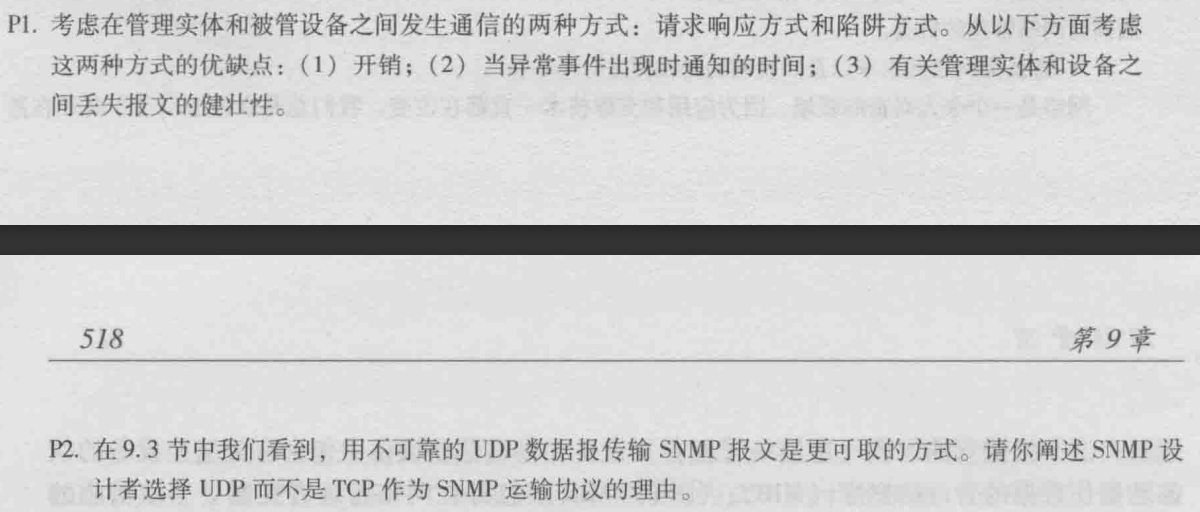 P1. 考虑在管理实体和被管设备之间发生通信的两种方式：请求响应方式和陷阱方式。从以下方面考虑
这两种方式的优缺点：（1）开销；（2）当异常事件出现时通知的时间；（3）有关管理实体和设备之
间丢失报文的健壮性。
518
第 9 章
P2. 在 9.3 节中我们看到，用不可靠的 UDP 数据报传输 SNMP 报文是更可取的方式。请你阐述 SNMP 设
计者选择 UDP 而不是 TCP 作为 SNMP 运输协议的理由。